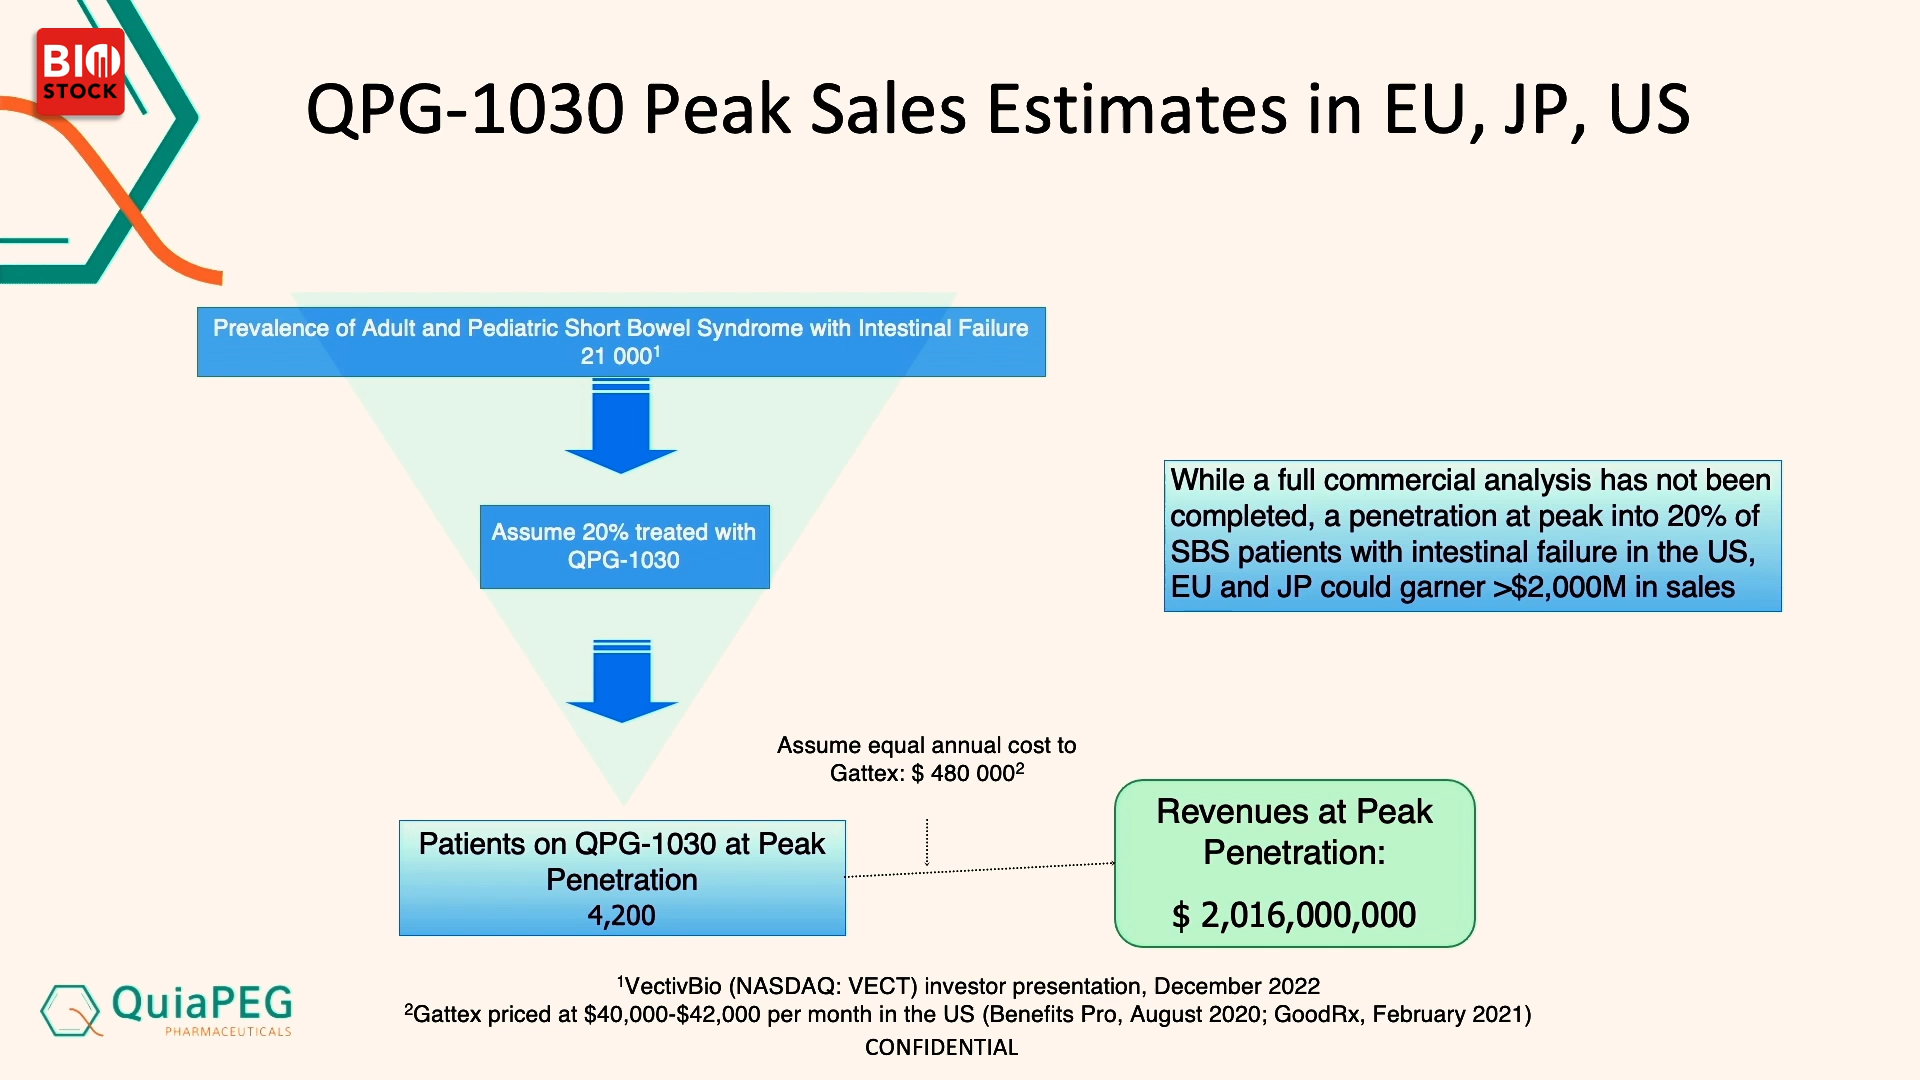 BIO
STOCK
QPG-1030 Peak Sales Estimates in EU, JP, US
Prevalence of Adult and Pediatric Short Bowel Syndrome with Intestinal Failure
21 000¹
Assume 20% treated with
QPG-1030
While a full commercial analysis has not been
completed, a penetration at peak into 20% of
SBS patients with intestinal failure in the US,
EU and JP could garner >$2,000M in sales
Assume equal annual cost to
Gattex: $ 480 000²
Patients on QPG-1030 at Peak
Penetration
4,200
Revenues at Peak
Penetration:
$ 2,016,000,000
¹VectivBio (NASDAQ: VECT) investor presentation, December 2022
²Gattex priced at $40,000-$42,000 per month in the US (Benefits Pro, August 2020; GoodRx, February 2021)
CONFIDENTIAL
QuiaPEG
PHARMACEUTICALS